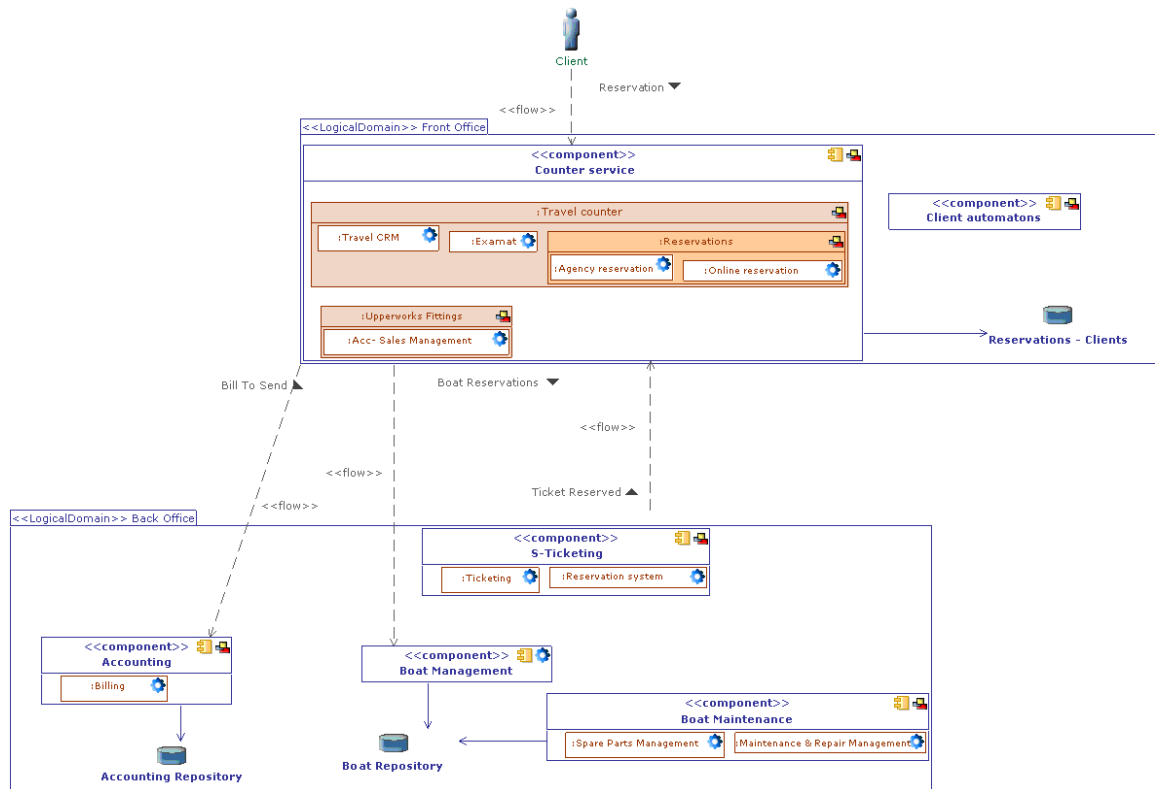 Client
Reservation
<<flow>>
<<LogicalDomain>> Front Office
<<component>>
Counter service
<<component>>
Client automatons
:Travel counter
:Travel CRM
:Examat
:Reservations
:Agency reservation
:Online reservation
:Upperworks Fittings
:Acc- Sales Management
Reservations - Clients
Bill To Send
Boat Reservations
<<flow>>
<<flow>>
Ticket Reserved
<<flow>>
<<LogicalDomain>> Back Office
<<component>>
S-Ticketing
:Ticketing
:Reservation system
<<component>>
Accounting
:Billing
<<component>>
Boat Management
<<component>>
Boat Maintenance
:Spare Parts Management
:Maintenance & Repair Management
Accounting Repository
Boat Repository